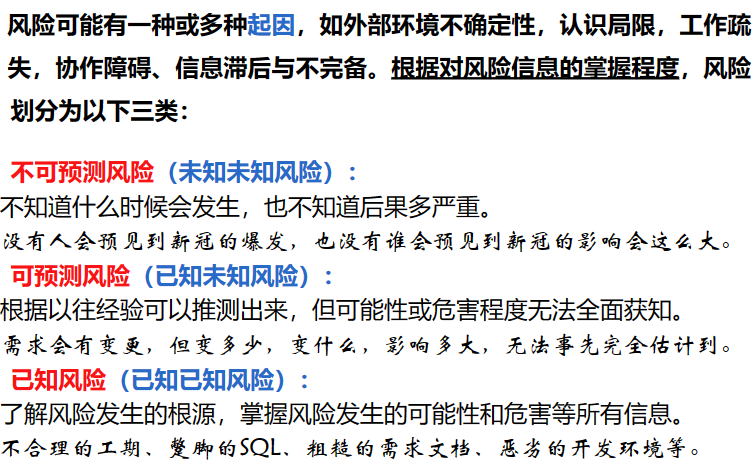 风险可能有一种或多种起因，如外部环境不确定性，认识局限，工作疏
失，协作障碍、信息滞后与不完备。根据对风险信息的掌握程度，风险
划分为以下三类：
不可预测风险（未知未知风险）：
不知道什么时候会发生，也不知道后果多严重。
没有人会预见到新冠的爆发，也没有谁会预见到新冠的影响会这么大。
可预测风险（已知未知风险）：
根据以往经验可以推测出来，但可能性或危害程度无法全面获知。
需求会有变更，但变多少，变什么，影响多大，无法事先完全估计到。
已知风险（已知已知风险）：
了解风险发生的根源，掌握风险发生的可能性和危害等所有信息。
不合理的工期、蹩脚的SQL、粗糙的需求文档、恶劣的开发环境等。